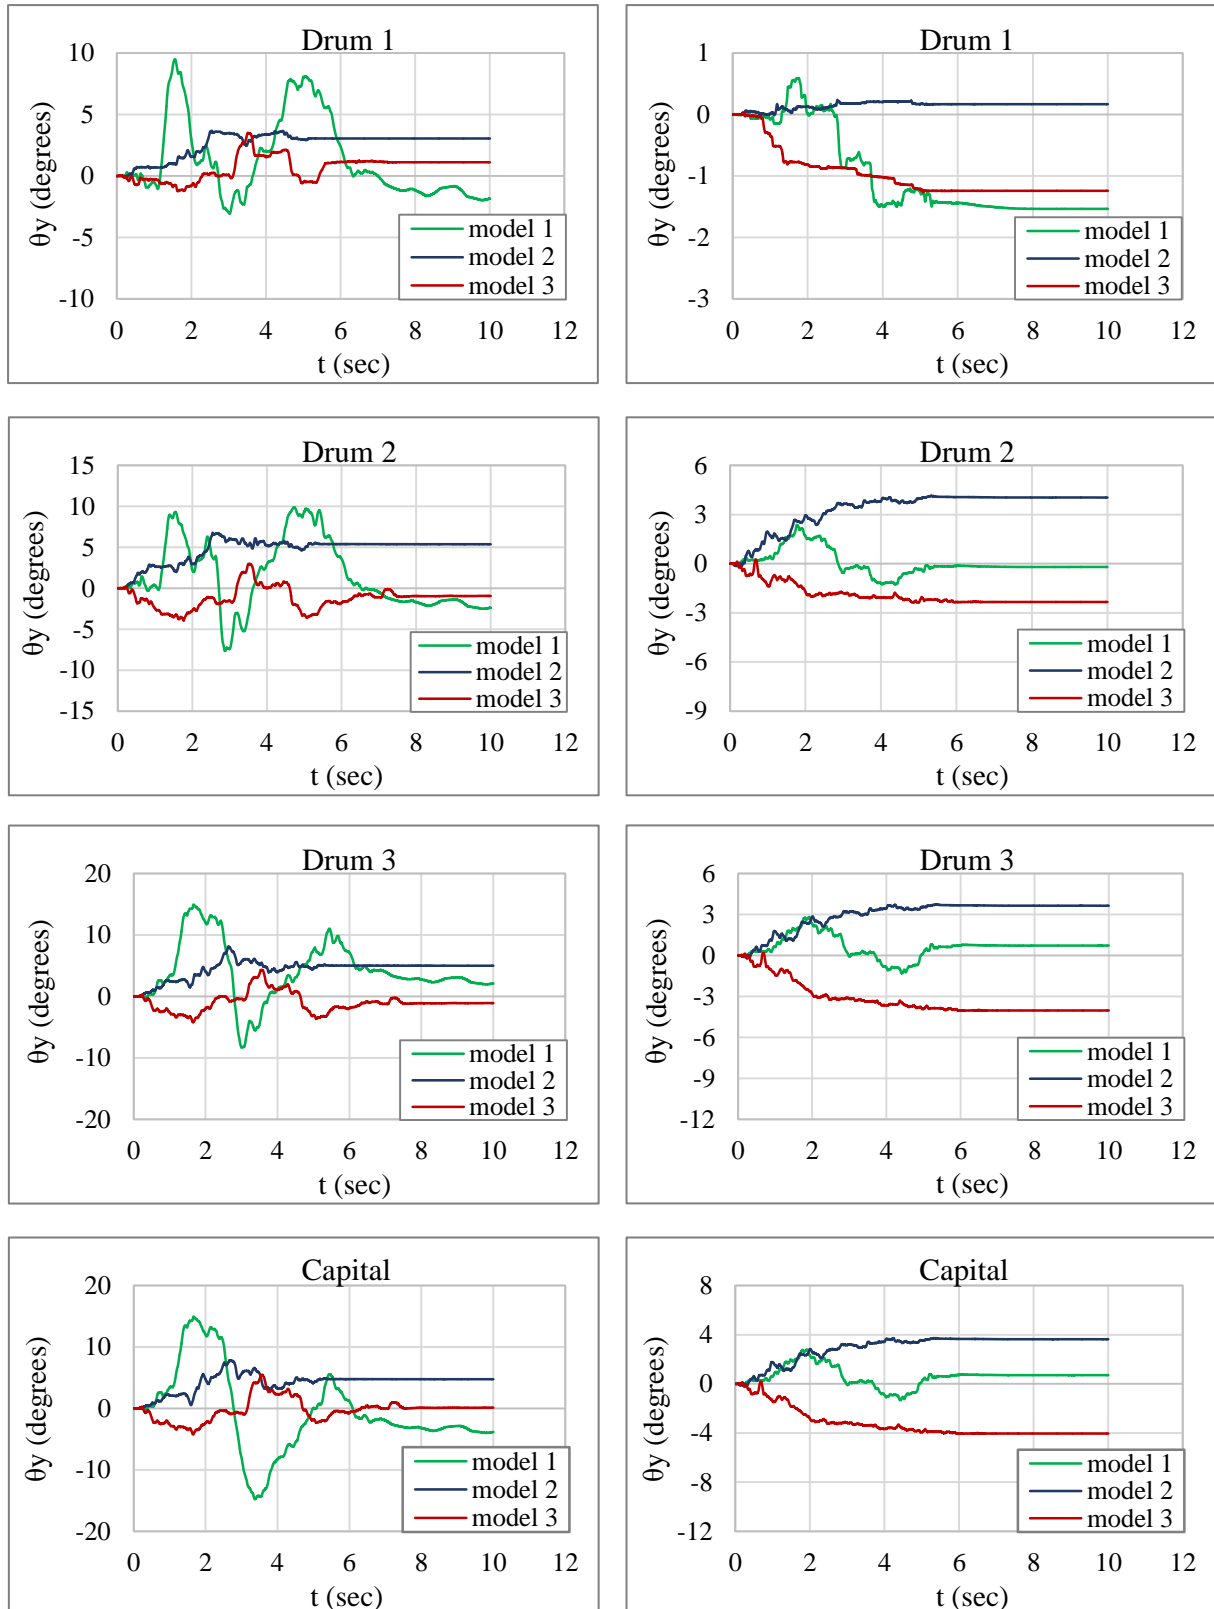 Drum 1
10
5
0
-5
-10
θy (degrees)
model 1
model 2
model 3
0 2 4 6 8 10 12
t (sec)
Drum 1
1
0
-1
-2
-3
θy (degrees)
model 1
model 2
model 3
0 2 4 6 8 10 12
t (sec)
Drum 2
15
10
5
0
-5
-10
-15
θy (degrees)
model 1
model 2
model 3
0 2 4 6 8 10 12
t (sec)
Drum 2
6
3
0
-3
-6
-9
θy (degrees)
model 1
model 2
model 3
0 2 4 6 8 10 12
t (sec)
Drum 3
20
10
0
-10
-20
θy (degrees)
model 1
model 2
model 3
0 2 4 6 8 10 12
t (sec)
Drum 3
6
3
0
-3
-6
-9
-12
θy (degrees)
model 1
model 2
model 3
0 2 4 6 8 10 12
t (sec)
Capital
20
10
0
-10
-20
θy (degrees)
model 1
model 2
model 3
0 2 4 6 8 10 12
t (sec)
Capital
8
4
0
-4
-8
-12
θy (degrees)
model 1
model 2
model 3
0 2 4 6 8 10 12
t (sec)